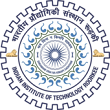 भारतीय प्रौद्योगिकी संस्थान रुड़की
INDIAN INSTITUTE OF TECHNOLOGY ROORKEE